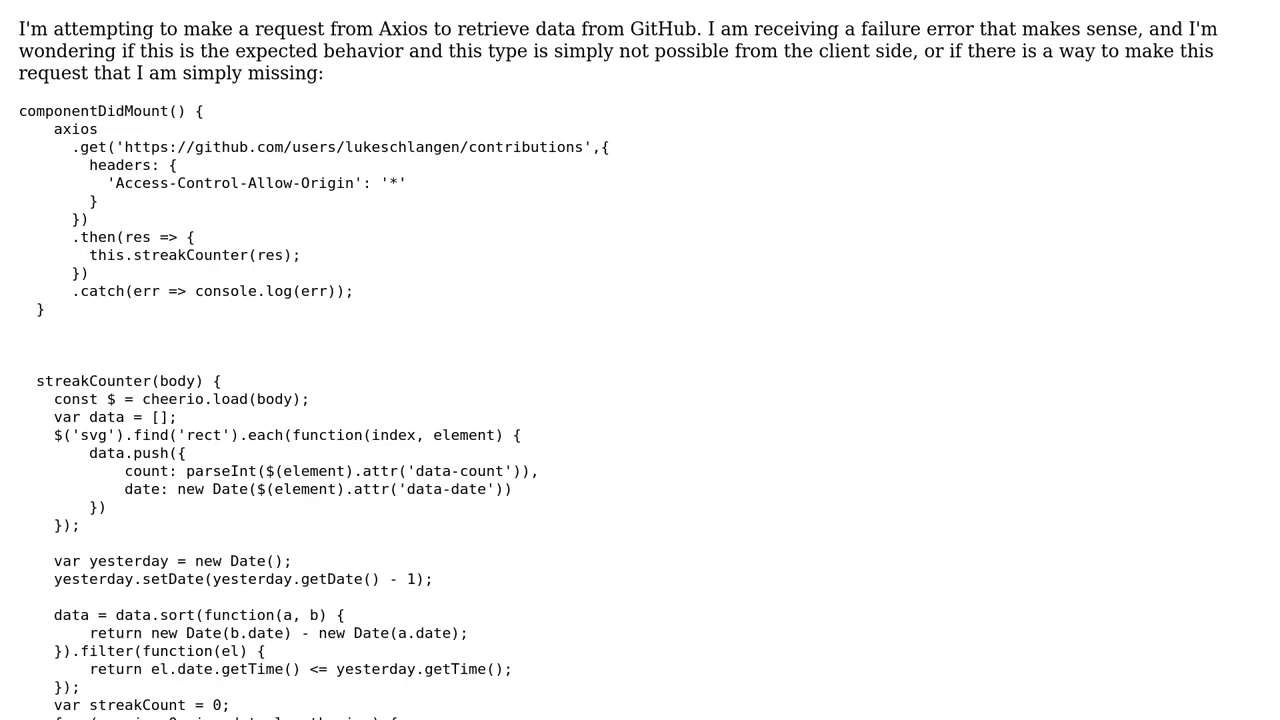 I'm attempting to make a request from Axios to retrieve data from GitHub. I am receiving a failure error that makes sense, and I'm
wondering if this is the expected behavior and this type is simply not possible from the client side, or if there is a way to make this
request that I am simply missing:
componentDidMount() {
    axios
      .get('https://github.com/users/lukeschlangen/contributions',{
        headers: {
          'Access-Control-Allow-Origin': '*'
        }
      })
      .then(res => {
        this.streakCounter(res);
      })
      .catch(err => console.log(err));
  }
  streakCounter(body) {
    const $ = cheerio.load(body);
    var data = [];
    $('svg').find('rect').each(function(index, element) {
        data.push({
            count: parseInt($(element).attr('data-count')),
            date: new Date($(element).attr('data-date'))
        })
    });
    var yesterday = new Date();
    yesterday.setDate(yesterday.getDate() - 1);
    data = data.sort(function(a, b) {
        return new Date(b.date) - new Date(a.date);
    }).filter(function(el) {
        return el.date.getTime() <= yesterday.getTime();
    });
    var streakCount = 0;